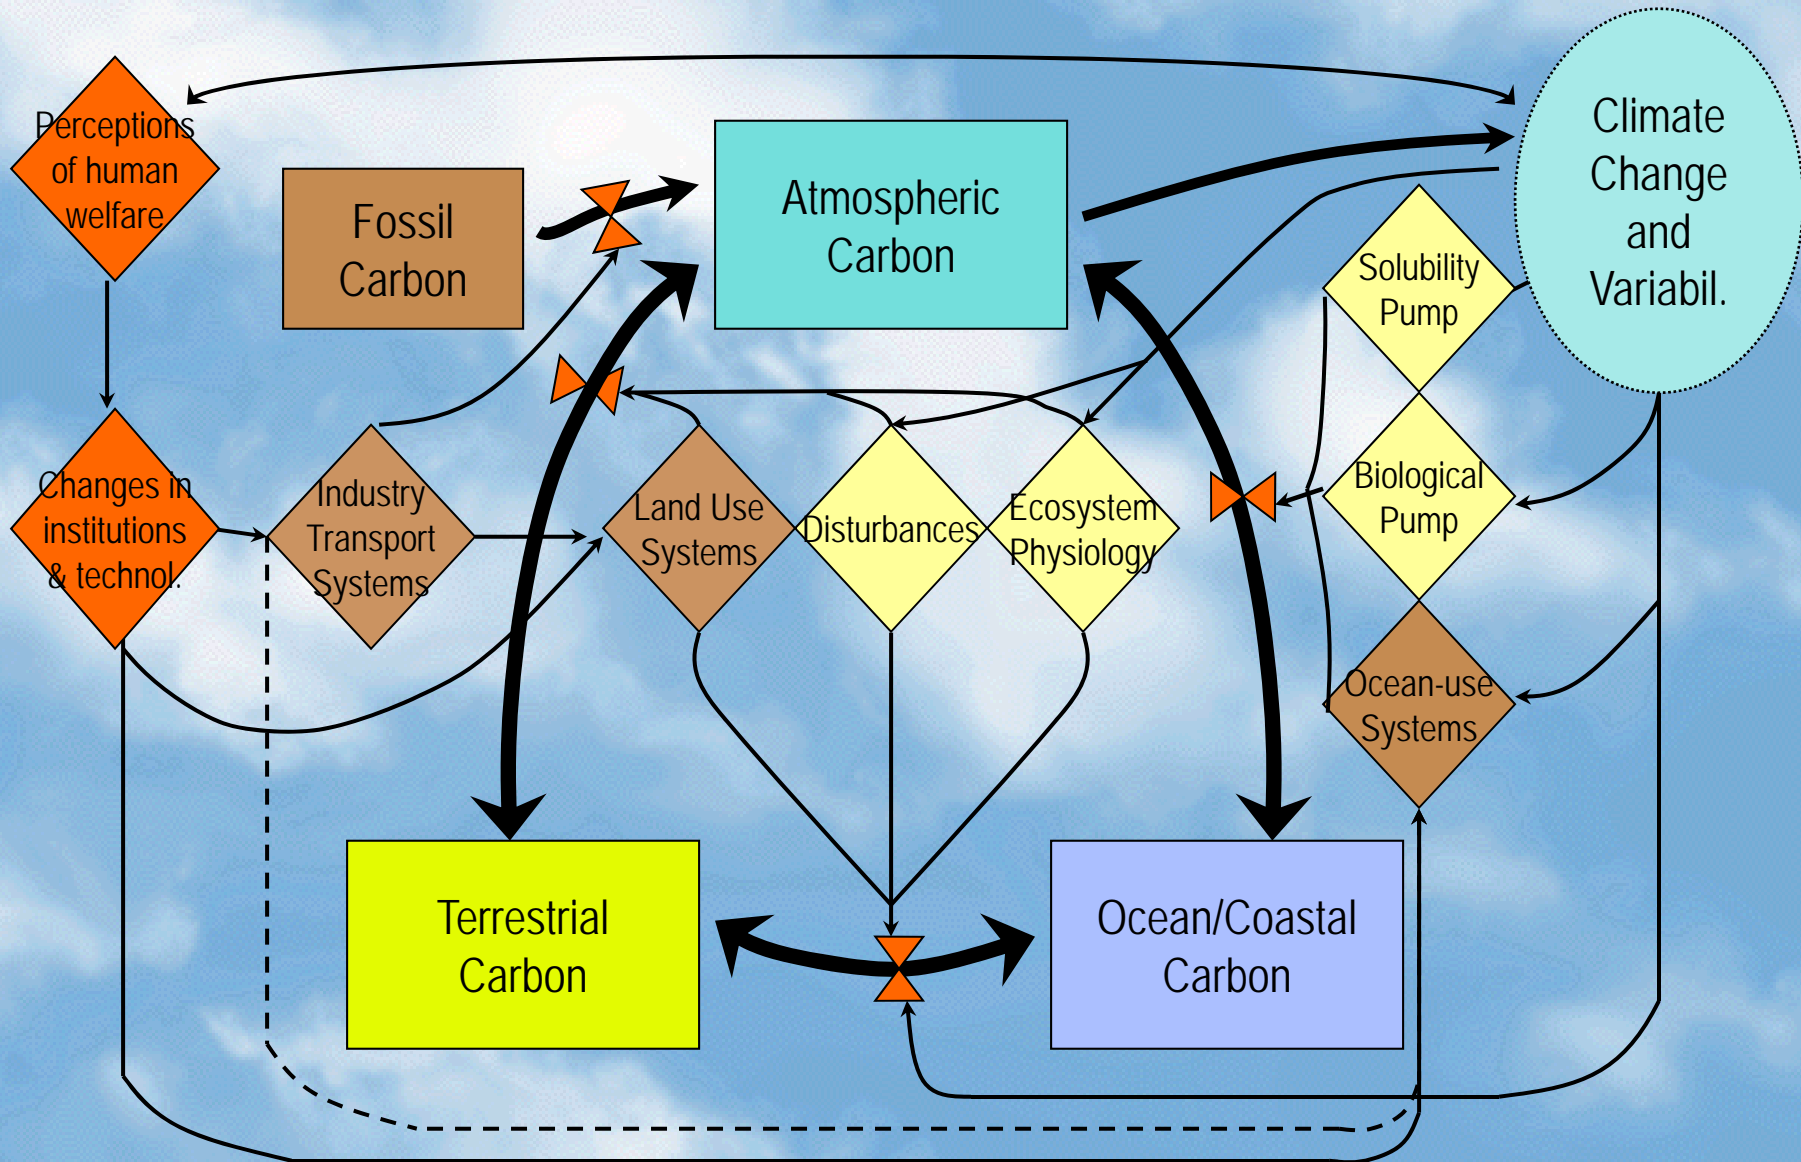 Perceptions
of human
welfare
Fossil
Carbon
Atmospheric
Carbon
Climate
Change
and
Variabil.
Solubility
Pump
Changes in
institutions
& technol.
Industry
Transport
Systems
Land Use
Systems
Disturbances
Ecosystem
Physiology
Biological
Pump
Ocean-use
Systems
Terrestrial
Carbon
Ocean/Coastal
Carbon